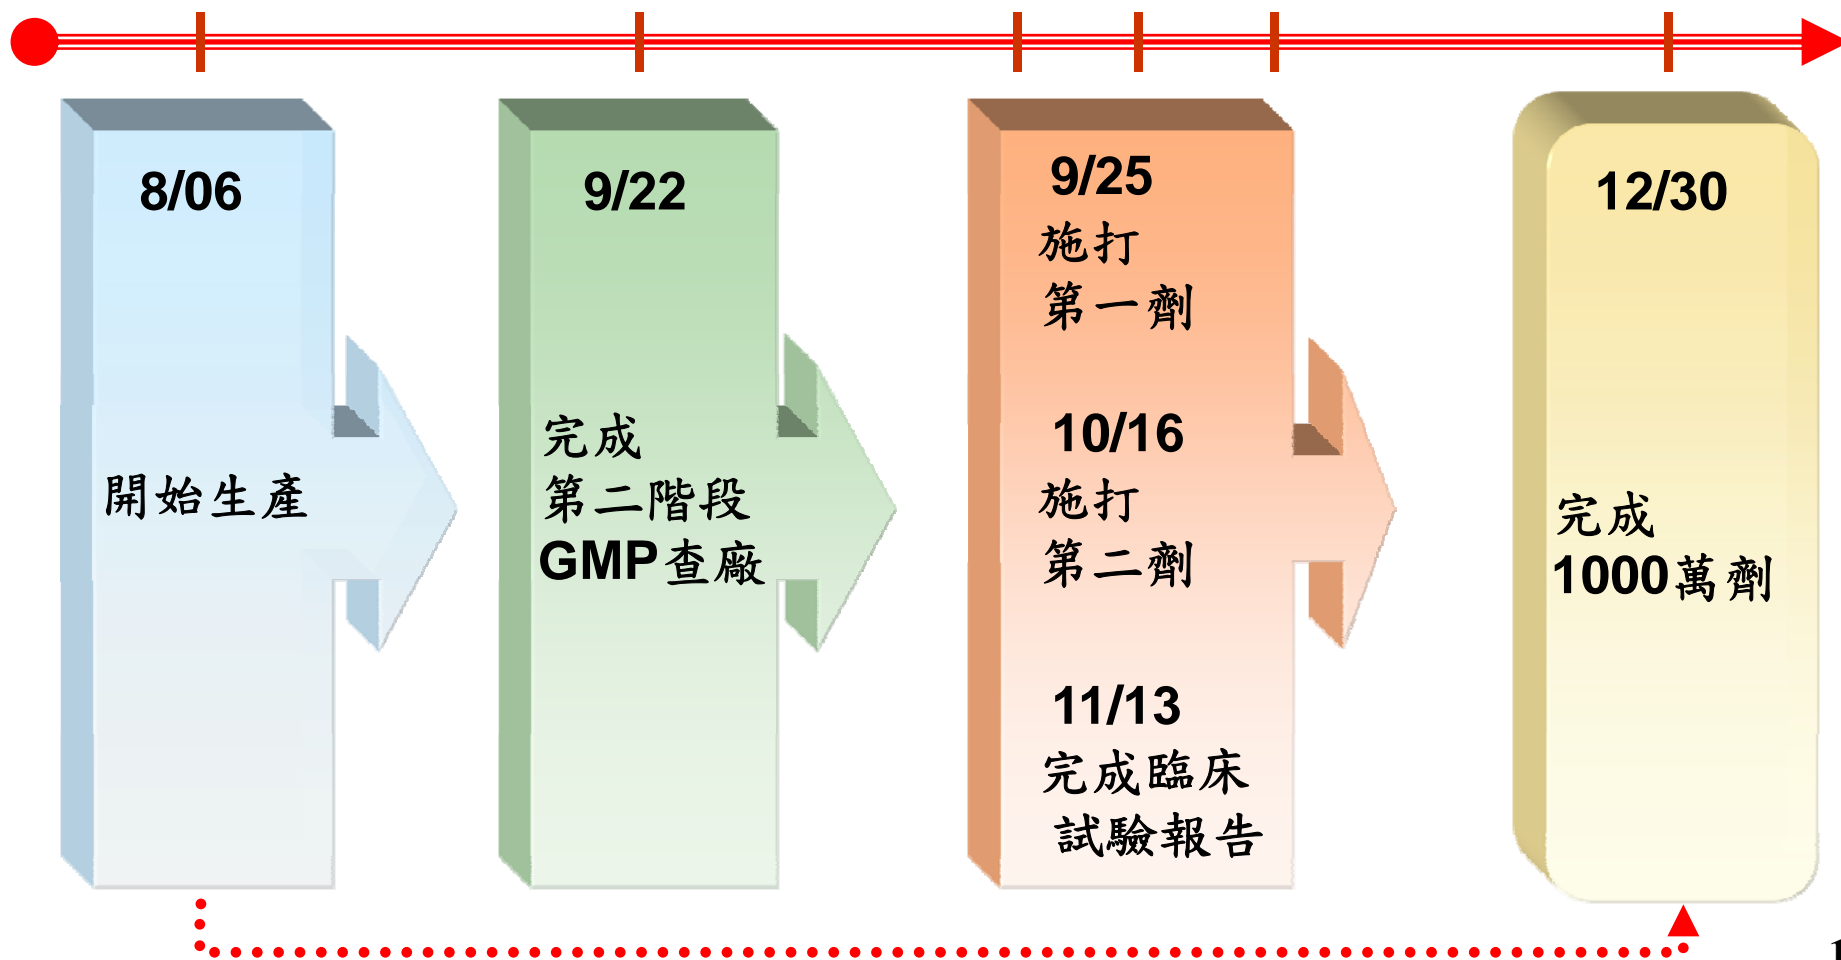 8/06
開始生產
9/22
完成
第二階段
GMP查廠
9/25
施打
第一劑
10/16
施打
第二劑
11/13
完成臨床
試驗報告
12/30
完成
1000萬劑